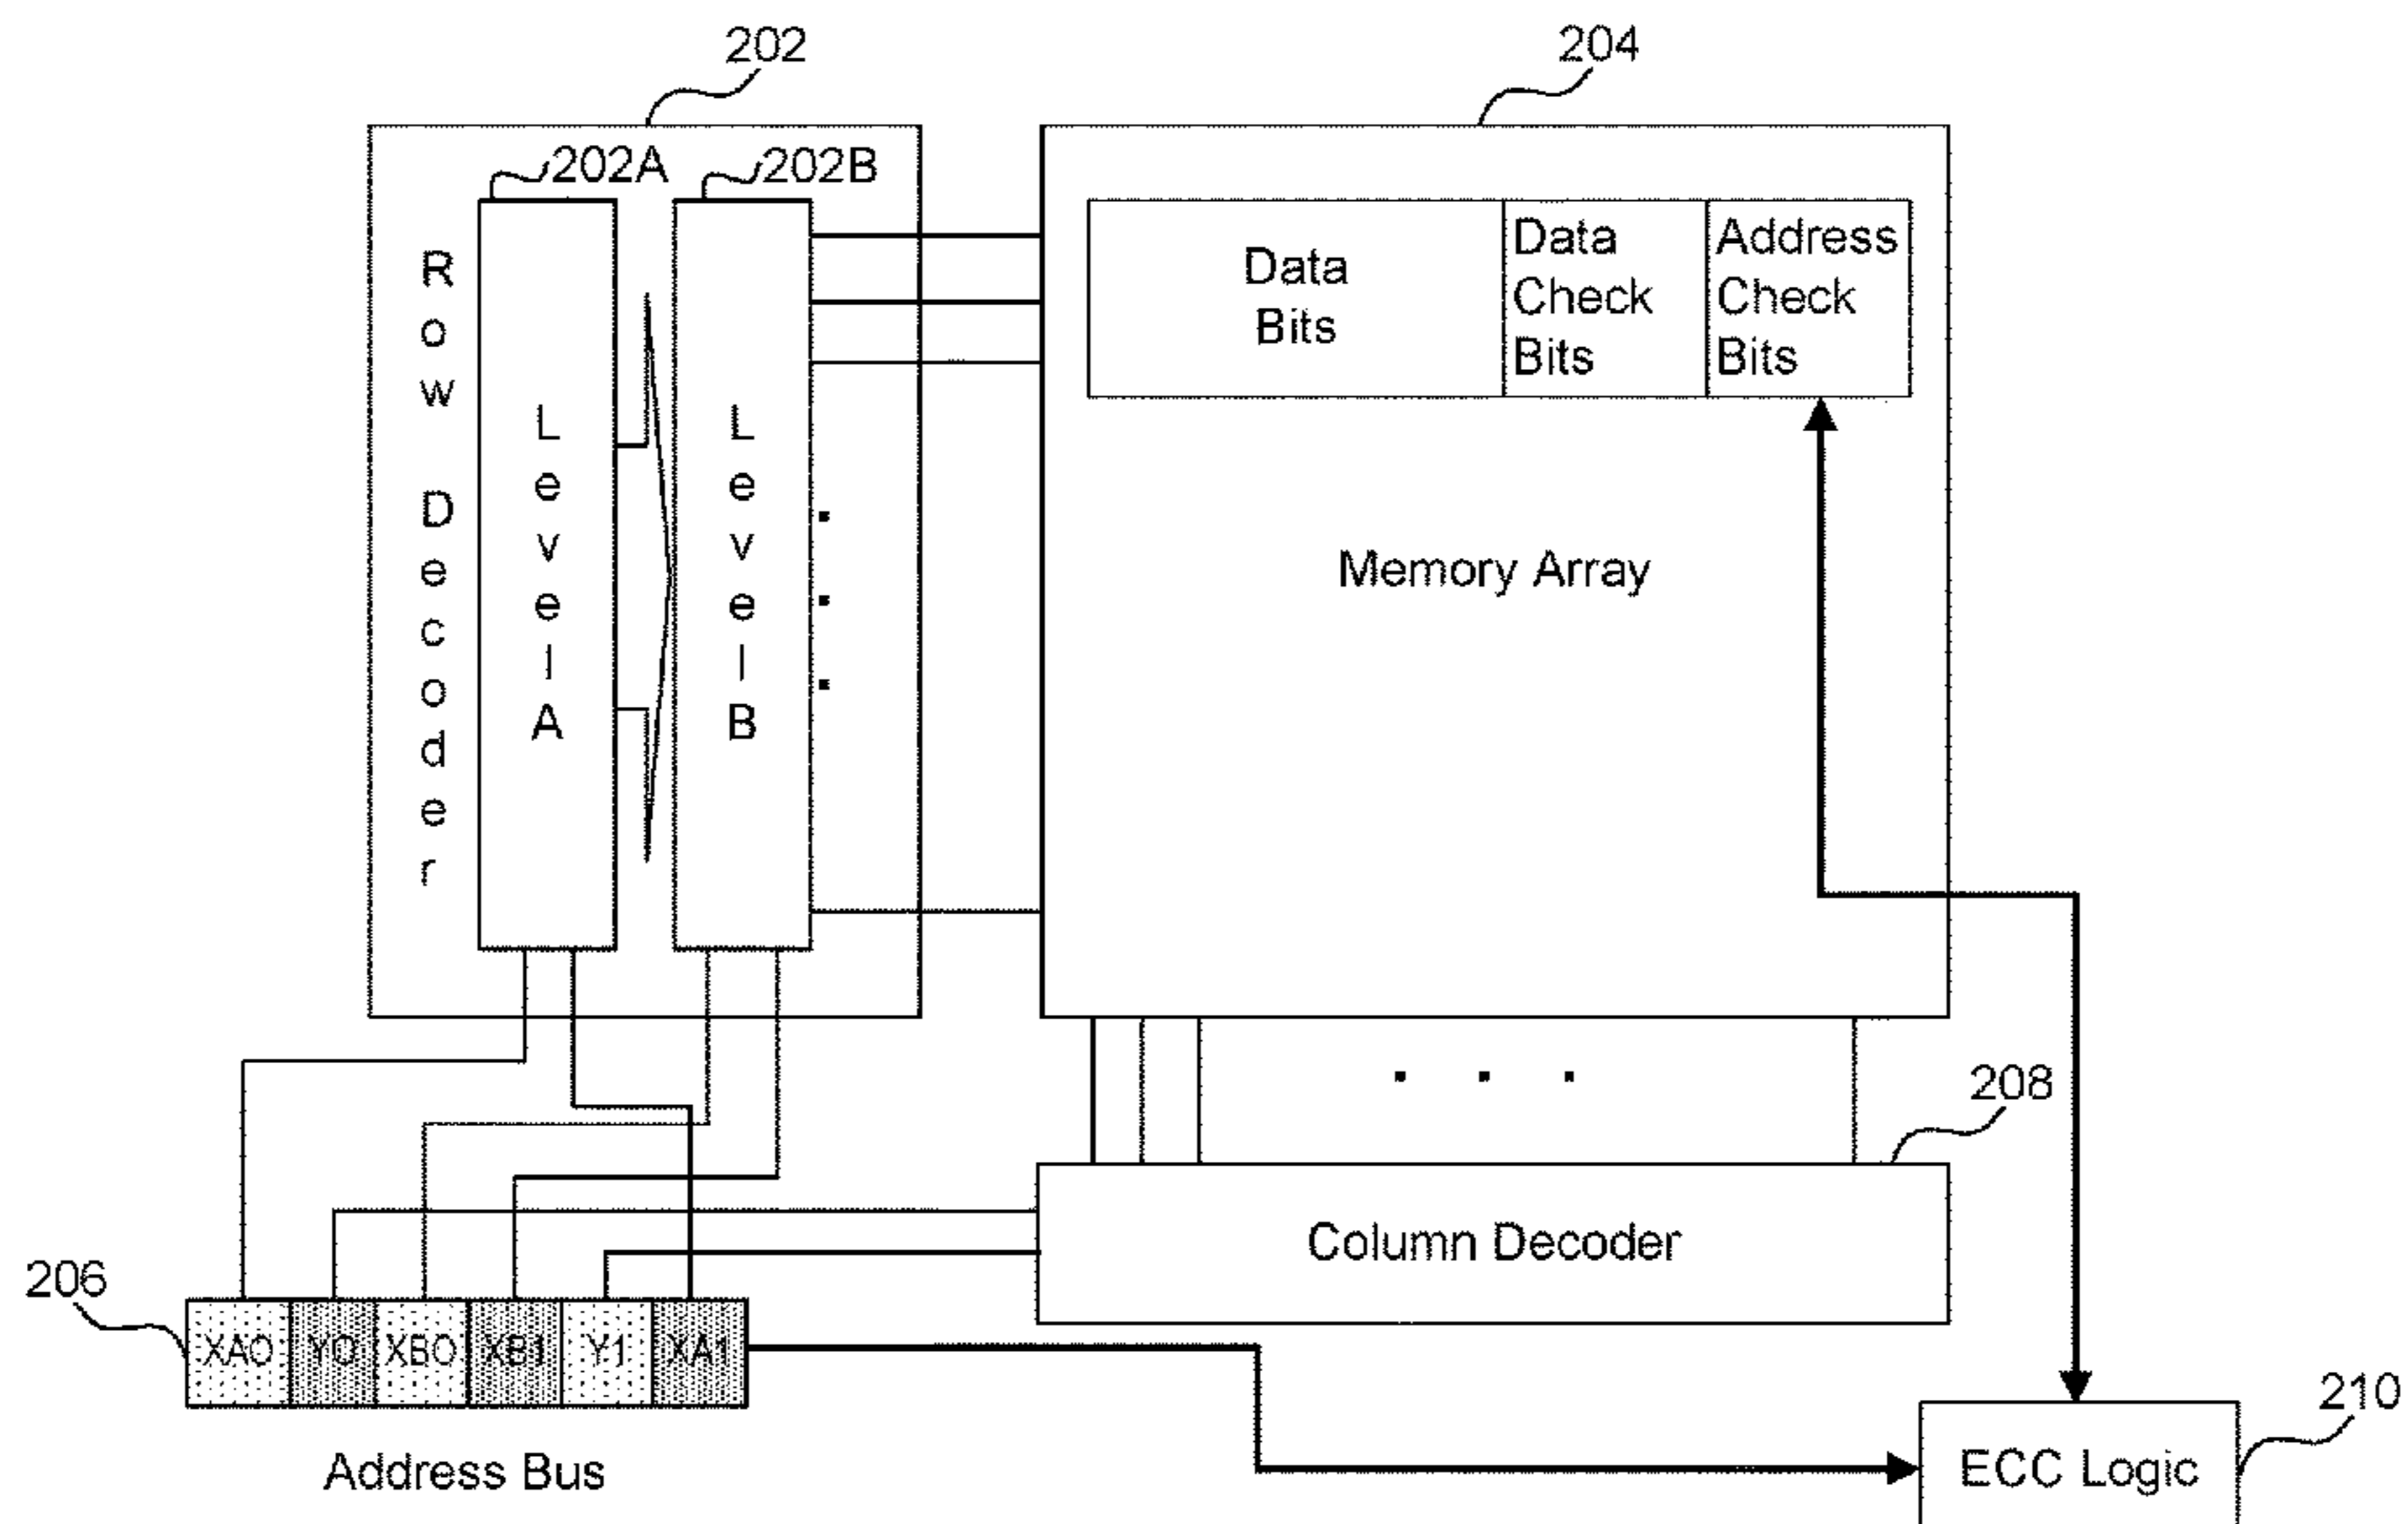 202
204
202A
202B
Row Decoder
Level A
Level B
Data
Bits
Data
Check
Bits
Address
Check
Bits
Memory Array
208
Column Decoder
206
XA0 Y0 XB0 XB1 Y1 XA1
Address Bus
210
ECC Logic